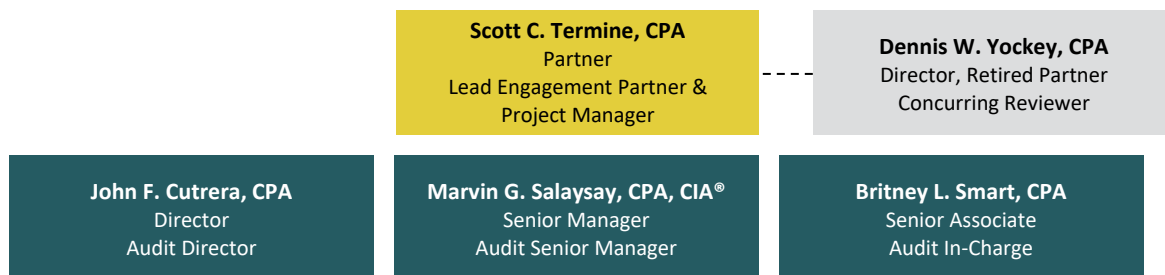 Scott C. Termine, CPA
Partner
Lead Engagement Partner &
Project Manager
Dennis W. Yockey, CPA
Director, Retired Partner
Concurring Reviewer
John F. Cutrera, CPA
Director
Audit Director
Marvin G. Salaysay, CPA, CIA®
Senior Manager
Audit Senior Manager
Britney L. Smart, CPA
Senior Associate
Audit In-Charge